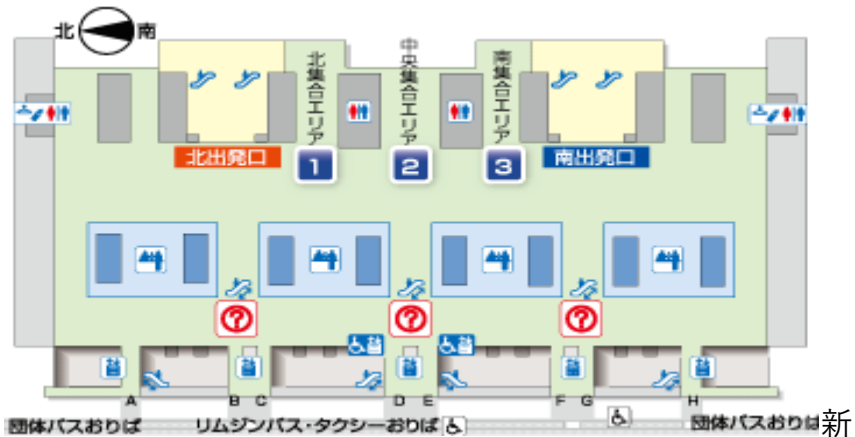 北 南
北集合エリア
中央集合エリア
南集合エリア
北出発口
1
2
3
南出発口
?
?
?
A B C D E F G H
団体バスおりば
リムジンバス・タクシーおりば
団体バスおりば
新